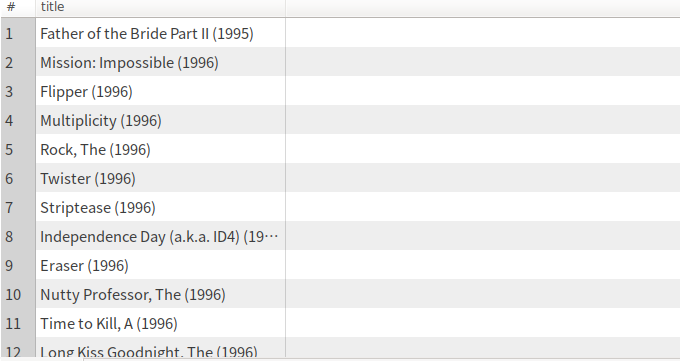 # title
1 Father of the Bride Part II (1995)
2 Mission: Impossible (1996)
3 Flipper (1996)
4 Multiplicity (1996)
5 Rock, The (1996)
6 Twister (1996)
7 Striptease (1996)
8 Independence Day (a.k.a. ID4) (19⋯
9 Eraser (1996)
10 Nutty Professor, The (1996)
11 Time to Kill, A (1996)
12 Long Kiss Goodnight, The (1996)